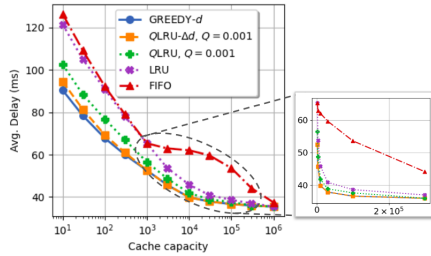 GREEDY-d
QLRU-Δd, Q = 0.001
QLRU, Q = 0.001
LRU
FIFO
Avg. Delay (ms)
120
100
80
60
40
10¹ 10² 10³ 10⁴ 10⁵ 10⁶
Cache capacity
60
50
40
0 2 × 10⁵